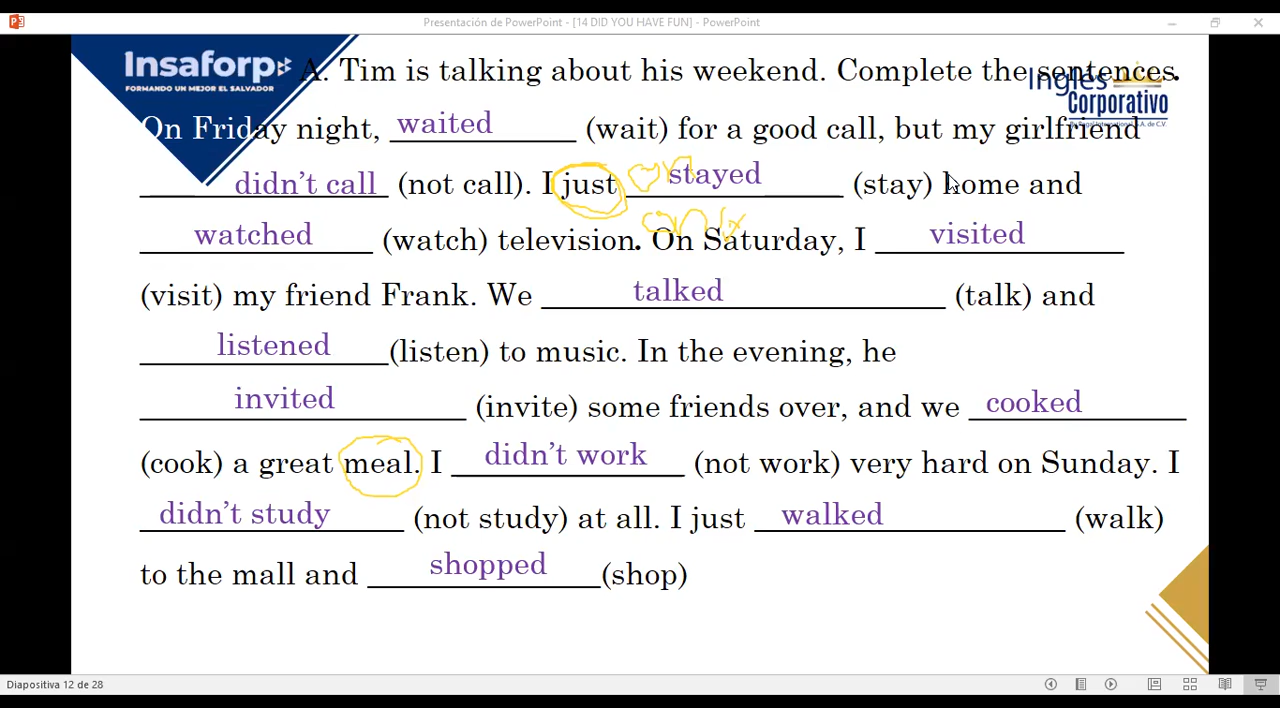 Presentación de PowerPoint - [14 DID YOU HAVE FUN] - PowerPoint
Insaforp
FORMANDO UN MEJOR EL SALVADOR
A. Tim is talking about his weekend. Complete the sentences.
Inglés
Corporativo
On Friday night, waited (wait) for a good call, but my girlfriend
didn't call (not call). I just stayed (stay) home and
only
watched (watch) television. On Saturday, I visited
(visit) my friend Frank. We talked (talk) and
listened (listen) to music. In the evening, he
invited (invite) some friends over, and we cooked
(cook) a great meal. I didn't work (not work) very hard on Sunday. I
didn't study (not study) at all. I just walked (walk)
to the mall and shopped (shop)
Diapositiva 12 de 28